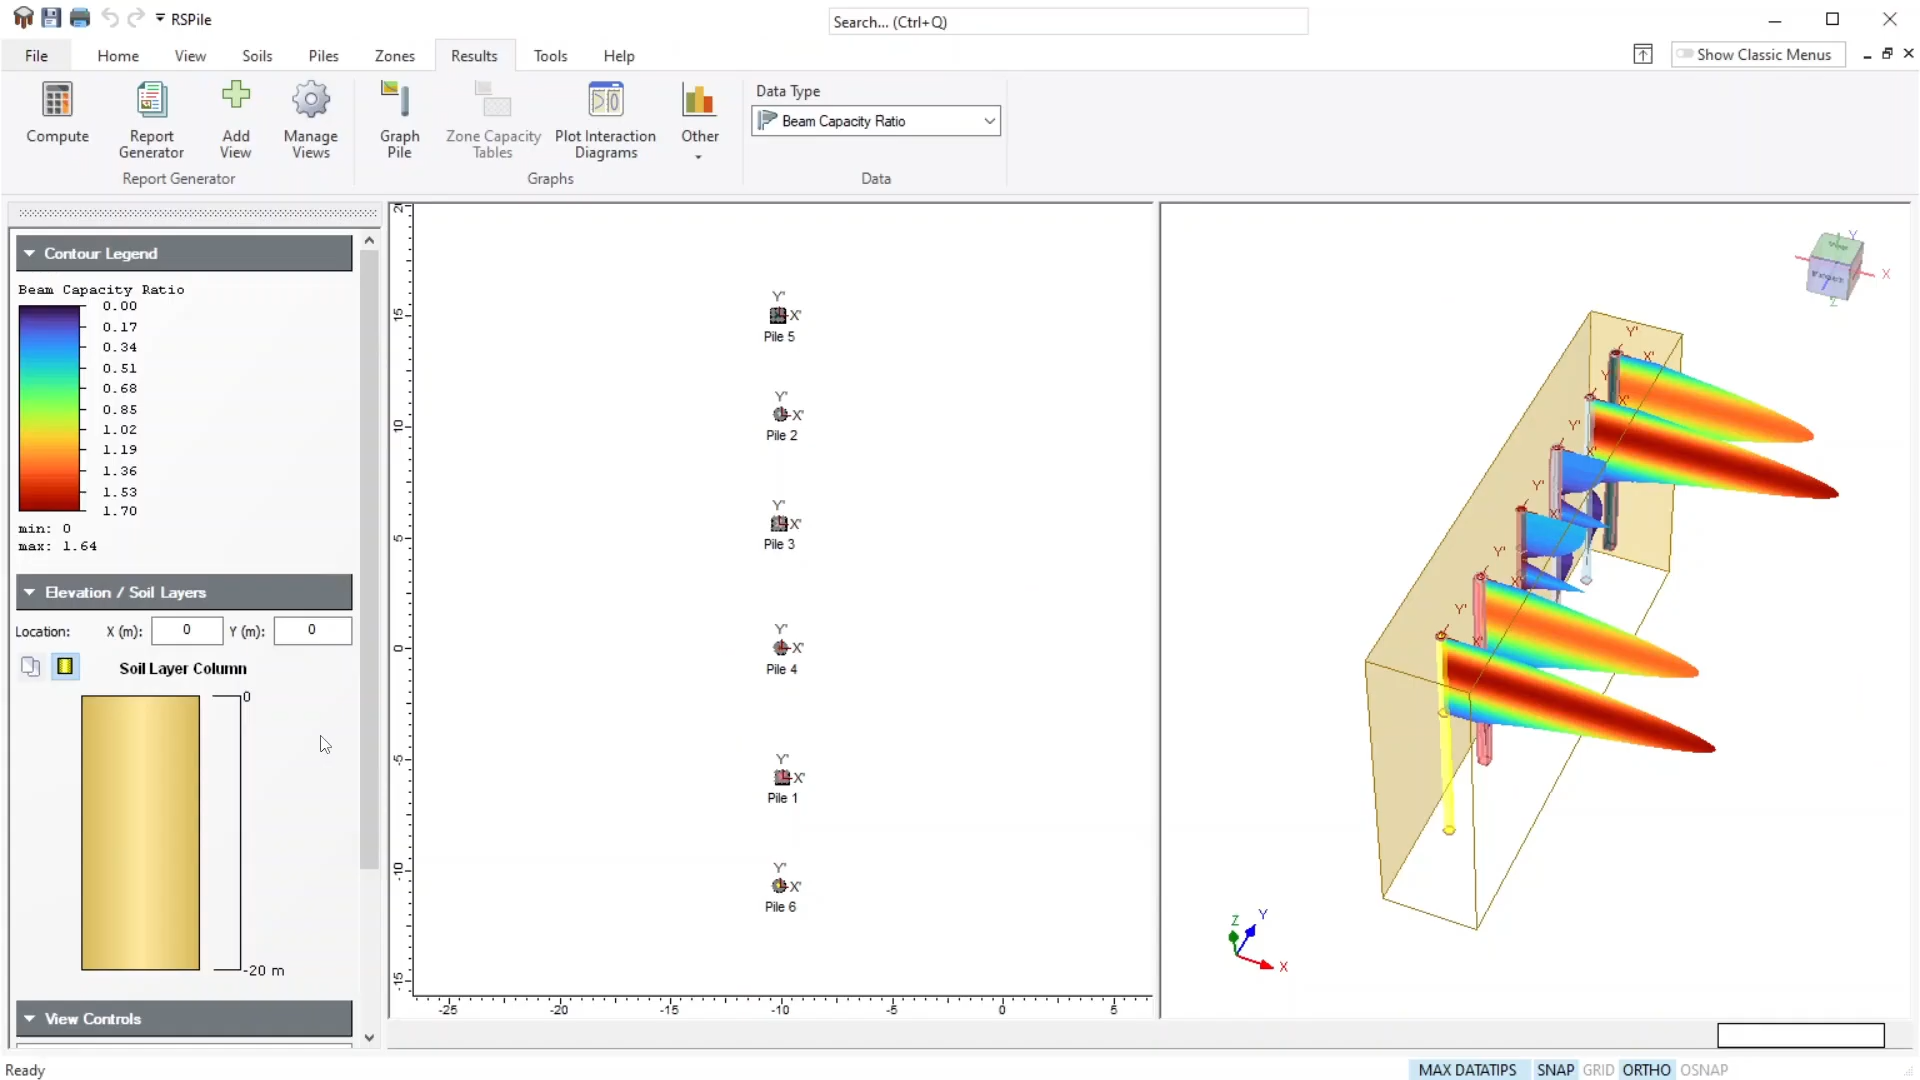 RSPile
Search... (Ctrl+Q)
File
Home
View
Soils
Piles
Zones
Results
Tools
Help
Show Classic Menus
Compute
Report
Generator
Add
View
Manage
Views
Graph
Pile
Zone Capacity
Tables
Plot Interaction
Diagrams
Other
Data Type
Beam Capacity Ratio
Report Generator
Graphs
Data
Contour Legend
Beam Capacity Ratio
0.00
0.17
0.34
0.51
0.68
0.85
1.02
1.19
1.36
1.53
1.70
min: 0
max: 1.64
Elevation / Soil Layers
Location: X (m): 0 Y (m): 0
Soil Layer Column
0
-20 m
View Controls
15
10
5
0
-5
-10
-15
Y'
X'
Pile 5
Y'
X'
Pile 2
Y'
X'
Pile 3
Y'
X'
Pile 4
Y'
X'
Pile 1
Y'
X'
Pile 6
-25
-20
-15
-10
-5
0
5
Y
X
Z
Front
Y'
X'
Y
X'
Y'
Y'
X'
Y'
X'
Y'
X'
Z
Y
X
Ready
MAX DATATIPS
SNAP
GRID
ORTHO
OSNAP